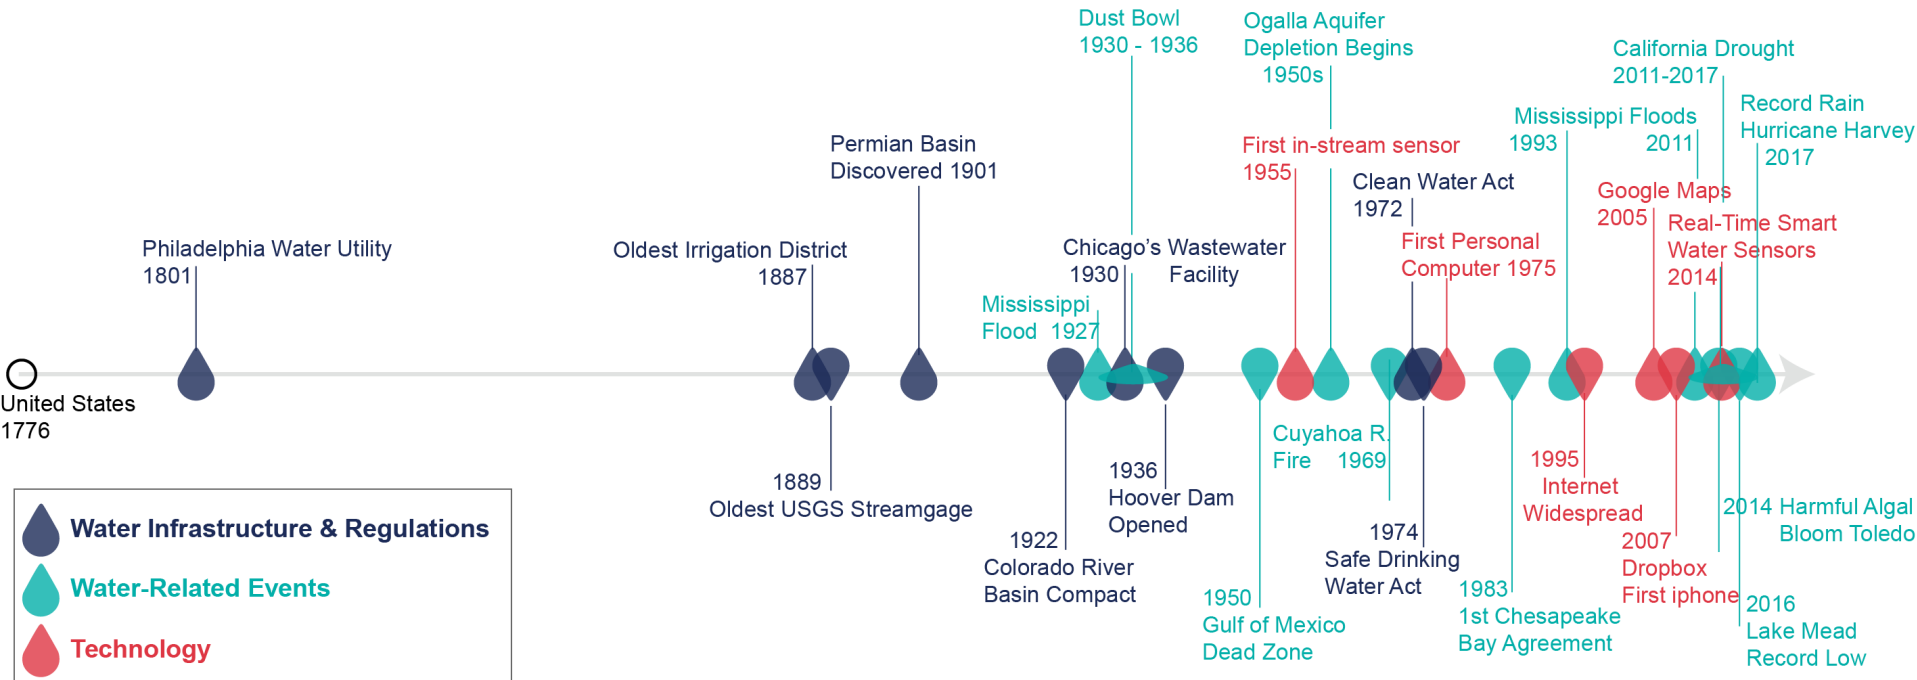 Dust Bowl
1930 - 1936
Ogalla Aquifer
Depletion Begins
1950s
California Drought
2011-2017
Record Rain
Hurricane Harvey
2017
Mississippi Floods
1993 2011
Permian Basin
Discovered 1901
First in-stream sensor
1955
Clean Water Act
1972
Google Maps
2005
Real-Time Smart
Water Sensors
2014
Philadelphia Water Utility
1801
Oldest Irrigation District
1887
Chicago's Wastewater
1930 Facility
First Personal
Computer 1975
Mississippi
Flood 1927
United States
1776
Cuyahoa R.
Fire 1969
1889
Oldest USGS Streamgage
1936
Hoover Dam
Opened
1995
Internet
Widespread
2014 Harmful Algal
Bloom Toledo
1922
Colorado River
Basin Compact
1974
Safe Drinking
Water Act
2007
Dropbox
First iphone
1950
Gulf of Mexico
Dead Zone
1983
1st Chesapeake
Bay Agreement
2016
Lake Mead
Record Low
Water Infrastructure & Regulations
Water-Related Events
Technology